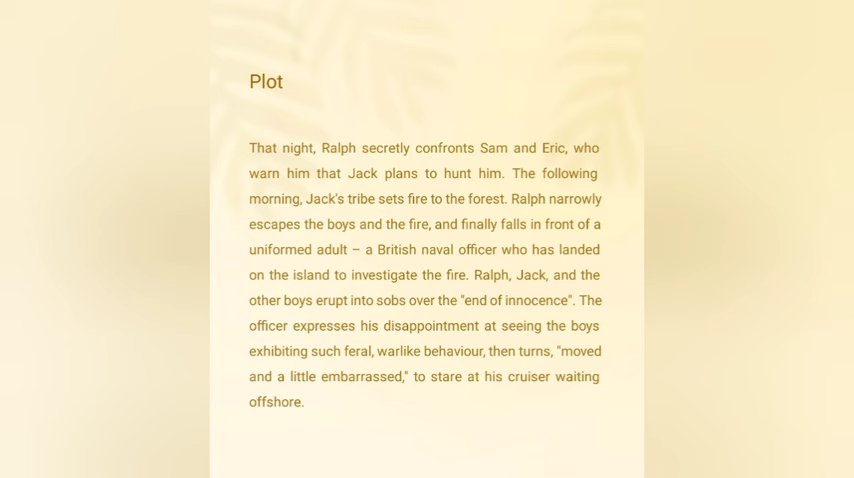 Plot
That night, Ralph secretly confronts Sam and Eric, who
warn him that Jack plans to hunt him. The following
morning, Jack's tribe sets fire to the forest. Ralph narrowly
escapes the boys and the fire, and finally falls in front of a
uniformed adult – a British naval officer who has landed
on the island to investigate the fire. Ralph, Jack, and the
other boys erupt into sobs over the "end of innocence". The
officer expresses his disappointment at seeing the boys
exhibiting such feral, warlike behaviour, then turns, "moved
and a little embarrassed," to stare at his cruiser waiting
offshore.